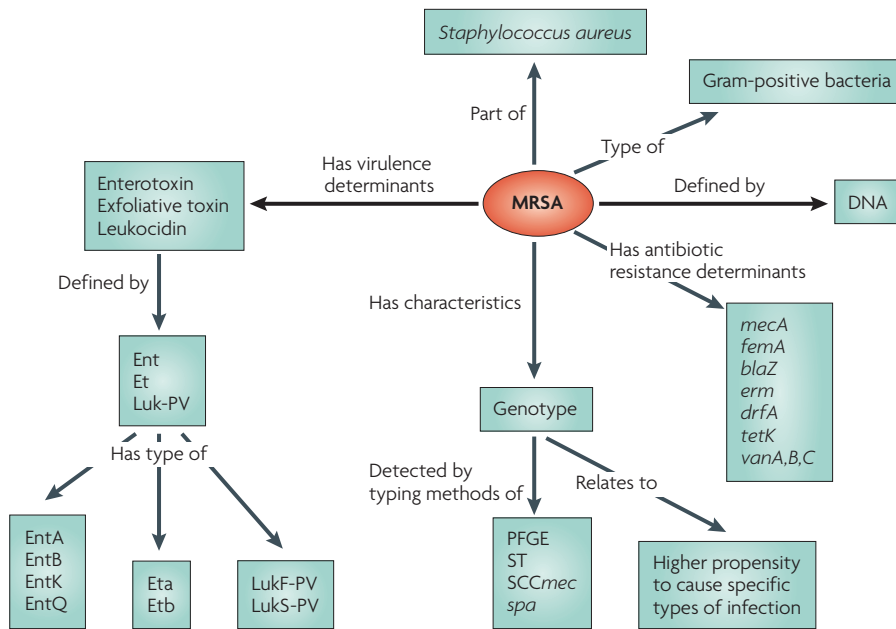 Staphylococcus aureus
Gram-positive bacteria
Part of
Type of
Has virulence
determinants
Enterotoxin
Exfoliative toxin
Leukocidin
MRSA
Defined by
DNA
Has antibiotic
resistance determinants
Defined by
Has characteristics
mecA
femA
blaZ
erm
drfA
tetK
vanA,B,C
Ent
Et
Luk-PV
Genotype
Has type of
Detected by
typing methods of
Relates to
EntA
EntB
EntK
EntQ
Eta
Etb
LukF-PV
LukS-PV
PFGE
ST
SCCmec
spa
Higher propensity
to cause specific
types of infection